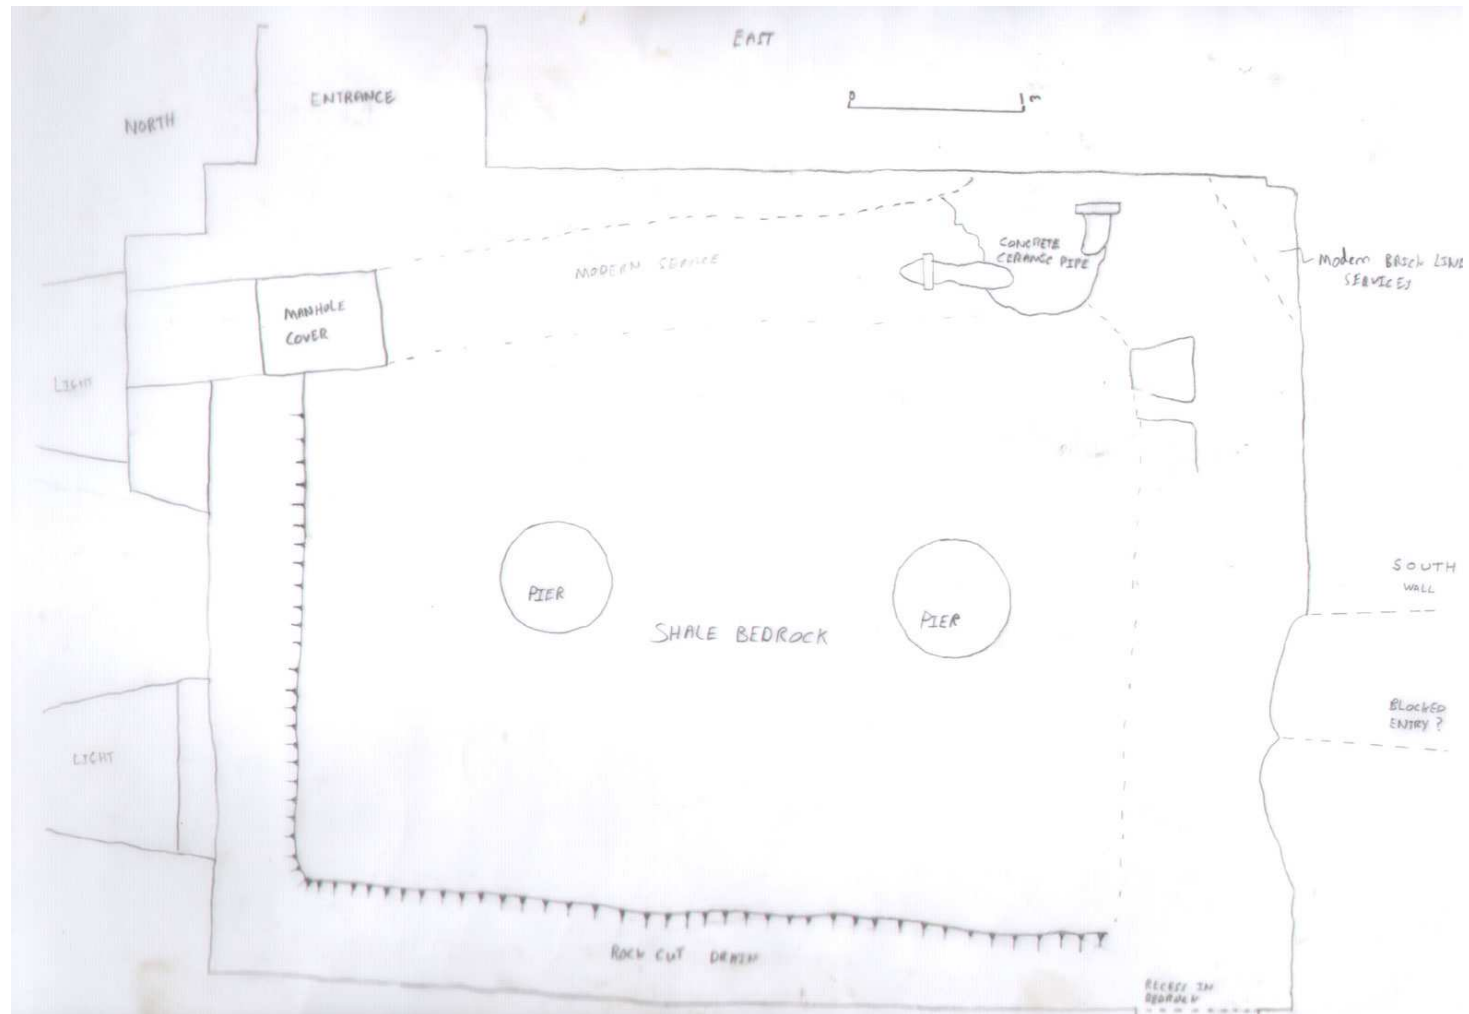 EAST
0 1m
ENTRANCE
NORTH
MODERN SERVICE
CONCRETE
CERAMIC PIPE
MODERN BRICK LINE
SERVICES
MANHOLE
COVER
LIGHT
SOUTH
WALL
PIER
PIER
SHALE BEDROCK
BLOCKED
ENTRY?
LIGHT
ROCK CUT DRAIN
RECESS IN
BEDROCK